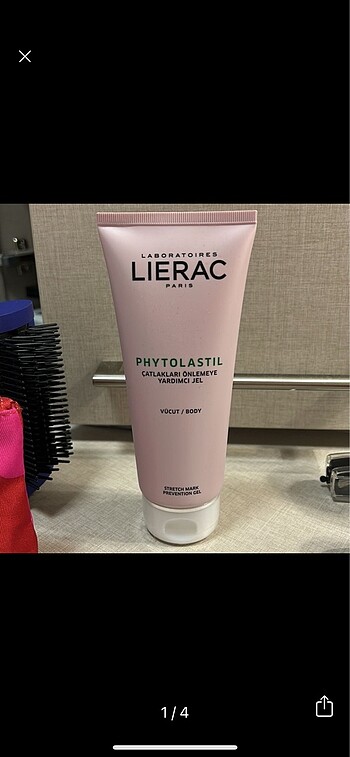 LABORATOIRES
LIERAC
PARIS
PHYTOLASTIL
ÇATLAKLARI ÖNLEMEYE
YARDIMCI JEL
VÜCUT / BODY
STRETCH MARK
PREVENTION GEL
1 / 4